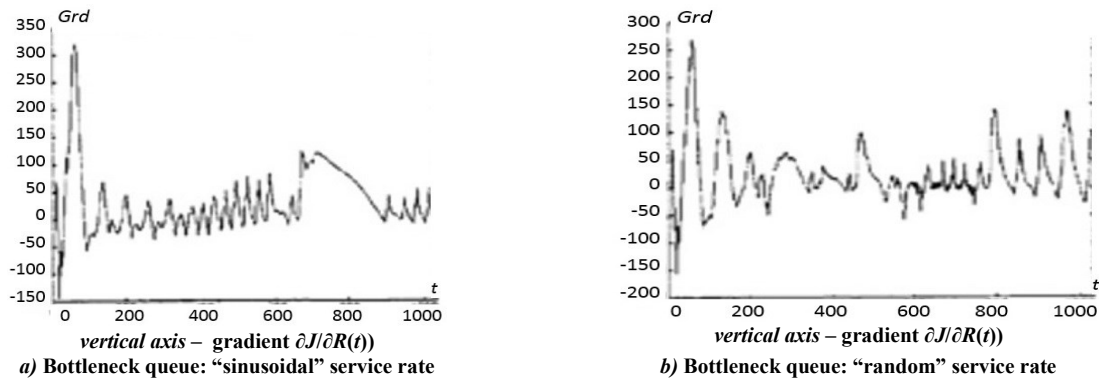 Grd
350
300
250
200
150
100
50
0
-50
-100
-150
t
0 200 400 600 800 1000
vertical axis – gradient ∂J/∂R(t))
a) Bottleneck queue: “sinusoidal” service rate
Grd
300
250
200
150
100
50
0
-50
-100
-150
-200
t
0 200 400 600 800 1000
vertical axis – gradient ∂J/∂R(t))
b) Bottleneck queue: “random” service rate